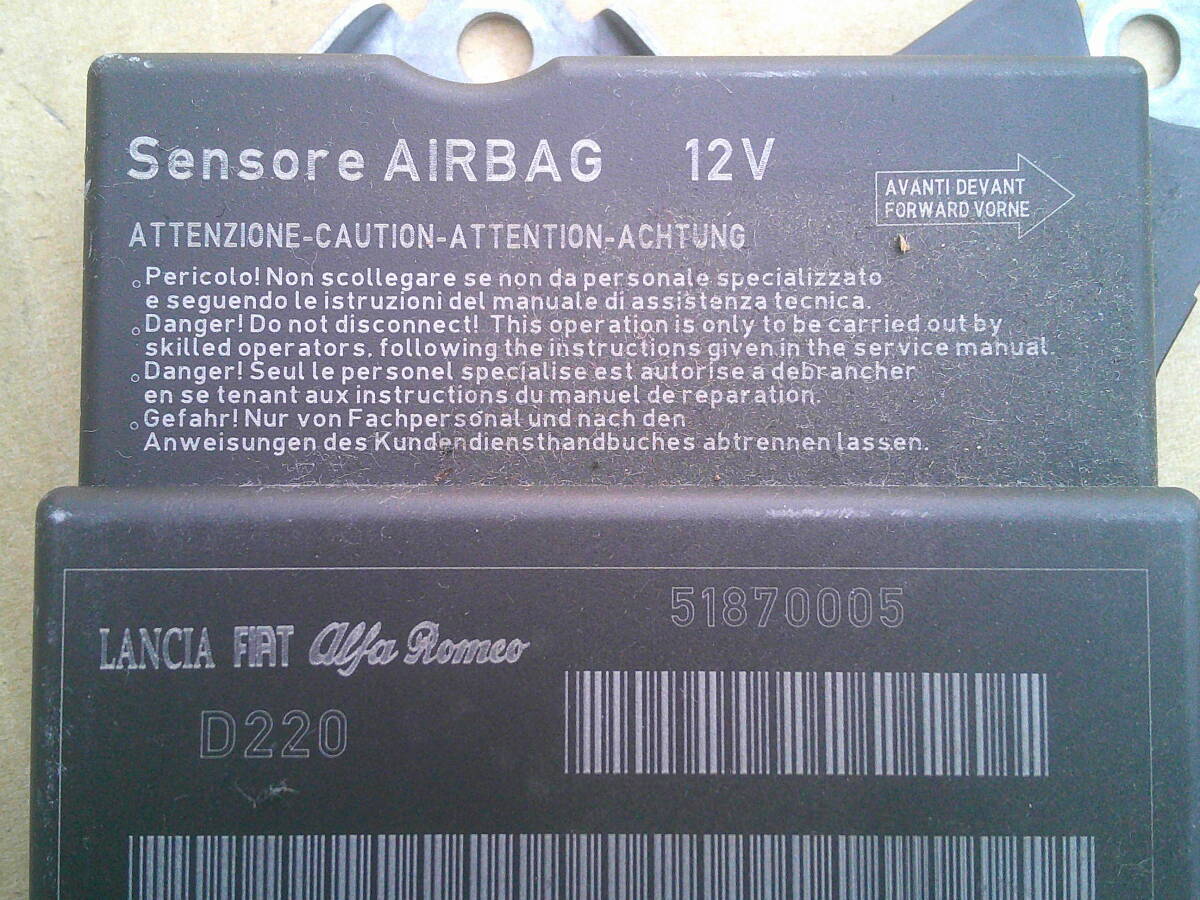 Sensore AIRBAG 12V
AVANTI DEVANT
FORWARD VORNE
ATTENZIONE-CAUTION-ATTENTION-ACHTUNG
Pericolo! Non scollegare se non da personale specializzato
e seguendo le istruzioni del manuale di assistenza tecnica.
Danger! Do not disconnect! This operation is only to be carried out by
skilled operators, following the instructions given in the service manual.
Danger! Seul le personel specialise est autorise a debrancher
en se tenant aux instructions du manuel de reparation.
Gefahr! Nur von Fachpersonal und nach den
Anweisungen des Kundendiensthandbuches abtrennen lassen.
51870005
LANCIA FIAT Alfa Romeo
D220